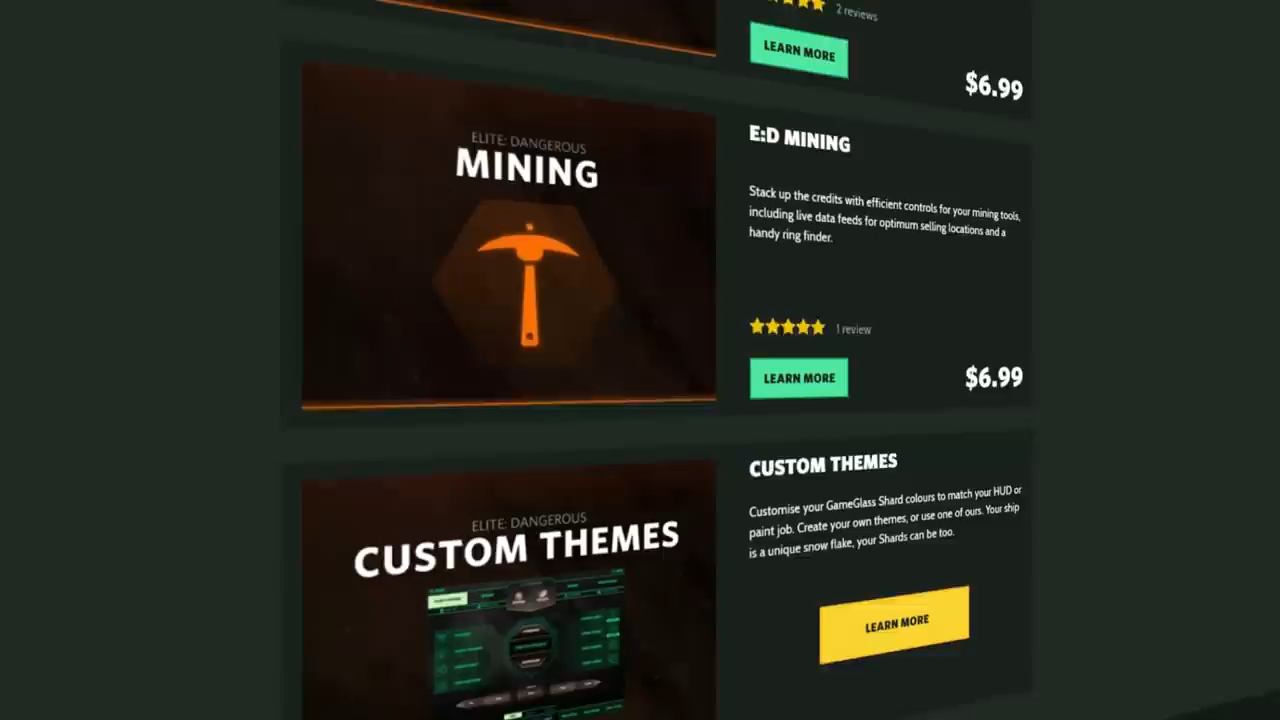 2 reviews
LEARN MORE
$6.99
ELITE: DANGEROUS
MINING
E:D MINING
Stack up the credits with efficient controls for your mining tools,
including live data feeds for optimum selling locations and a
handy ring finder.
1 review
LEARN MORE
$6.99
ELITE: DANGEROUS
CUSTOM THEMES
CUSTOM THEMES
Customise your GameGlass Shard colours to match your HUD or
paint job. Create your own themes, or use one of ours. Your ship
is a unique snow flake, your Shards can be too.
LEARN MORE